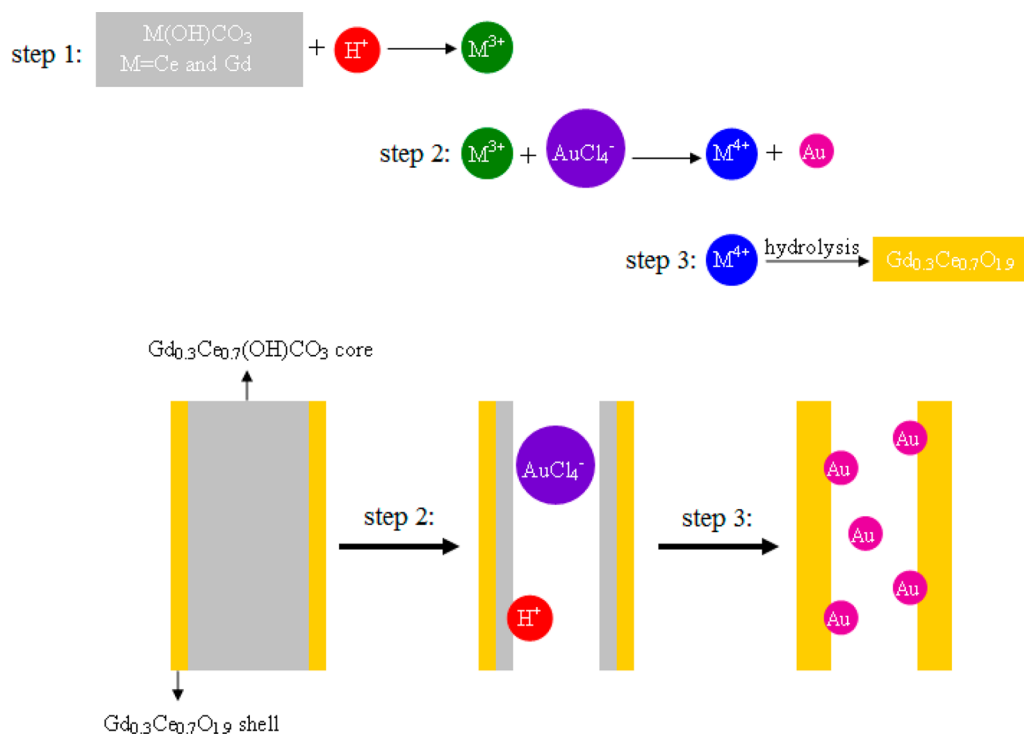 step 1: M(OH)CO₃ + H⁺ M³⁺
M=Ce and Gd
step 2: M³⁺ + AuCl₄⁻ M⁴⁺ + Au
step 3: M⁴⁺ hydrolysis Gd₀.₃Ce₀.₇O₁.₉
Gd₀.₃Ce₀.₇(OH)CO₃ core
AuCl₄⁻
H⁺
step 2:
step 3:
Au
Au
Au
Au
Au
Gd₀.₃Ce₀.₇O₁.₉ shell